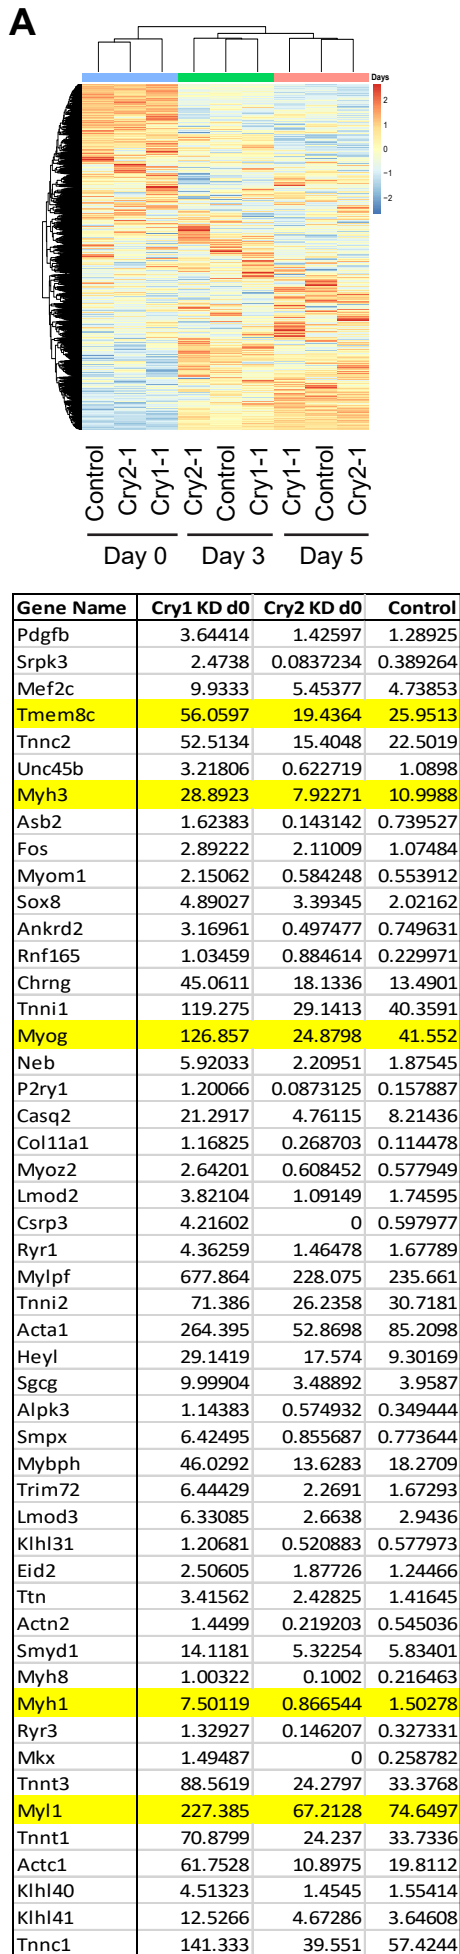 A
Days
2
1
0
−1
−2
Control
Cry2-1
Cry1-1
Cry2-1
Control
Cry1-1
Cry1-1
Control
Cry2-1
Day 0 Day 3 Day 5
Gene Name Cry1 KD d0 Cry2 KD d0 Control
Pdgfb 3.64414 1.42597 1.28925
Srpk3 2.4738 0.0837234 0.389264
Mef2c 9.9333 5.45377 4.73853
Tmem8c 56.0597 19.4364 25.9513
Tnnc2 52.5134 15.4048 22.5019
Unc45b 3.21806 0.622719 1.0898
Myh3 28.8923 7.92271 10.9988
Asb2 1.62383 0.143142 0.739527
Fos 2.89222 2.11009 1.07484
Myom1 2.15062 0.584248 0.553912
Sox8 4.89027 3.39345 2.02162
Ankrd2 3.16961 0.497477 0.749631
Rnf165 1.03459 0.884614 0.229971
Chrng 45.0611 18.1336 13.4901
Tnni1 119.275 29.1413 40.3591
Myog 126.857 24.8798 41.552
Neb 5.92033 2.20951 1.87545
P2ry1 1.20066 0.0873125 0.157887
Casq2 21.2917 4.76115 8.21436
Col11a1 1.16825 0.268703 0.114478
Myoz2 2.64201 0.608452 0.577949
Lmod2 3.82104 1.09149 1.74595
Csrp3 4.21602 0 0.597977
Ryr1 4.36259 1.46478 1.67789
Mylpf 677.864 228.075 235.661
Tnni2 71.386 26.2358 30.7181
Acta1 264.395 52.8698 85.2098
Heyl 29.1419 17.574 9.30169
Sgcg 9.99904 3.48892 3.9587
Alpk3 1.14383 0.574932 0.349444
Smpx 6.42495 0.855687 0.773644
Mybph 46.0292 13.6283 18.2709
Trim72 6.44429 2.2691 1.67293
Lmod3 6.33085 2.6638 2.9436
Klhl31 1.20681 0.520883 0.577973
Eid2 2.50605 1.87726 1.24466
Ttn 3.41562 2.42825 1.41645
Actn2 1.4499 0.219203 0.545036
Smyd1 14.1181 5.32254 5.83401
Myh8 1.00322 0.1002 0.216463
Myh1 7.50119 0.866544 1.50278
Ryr3 1.32927 0.146207 0.327331
Mkx 1.49487 0 0.258782
Tnnt3 88.5619 24.2797 33.3768
Myl1 227.385 67.2128 74.6497
Tnnt1 70.8799 24.237 33.7336
Actc1 61.7528 10.8975 19.8112
Klhl40 4.51323 1.4545 1.55414
Klhl41 12.5266 4.67286 3.64608
Tnnc1 141.333 39.551 57.4244